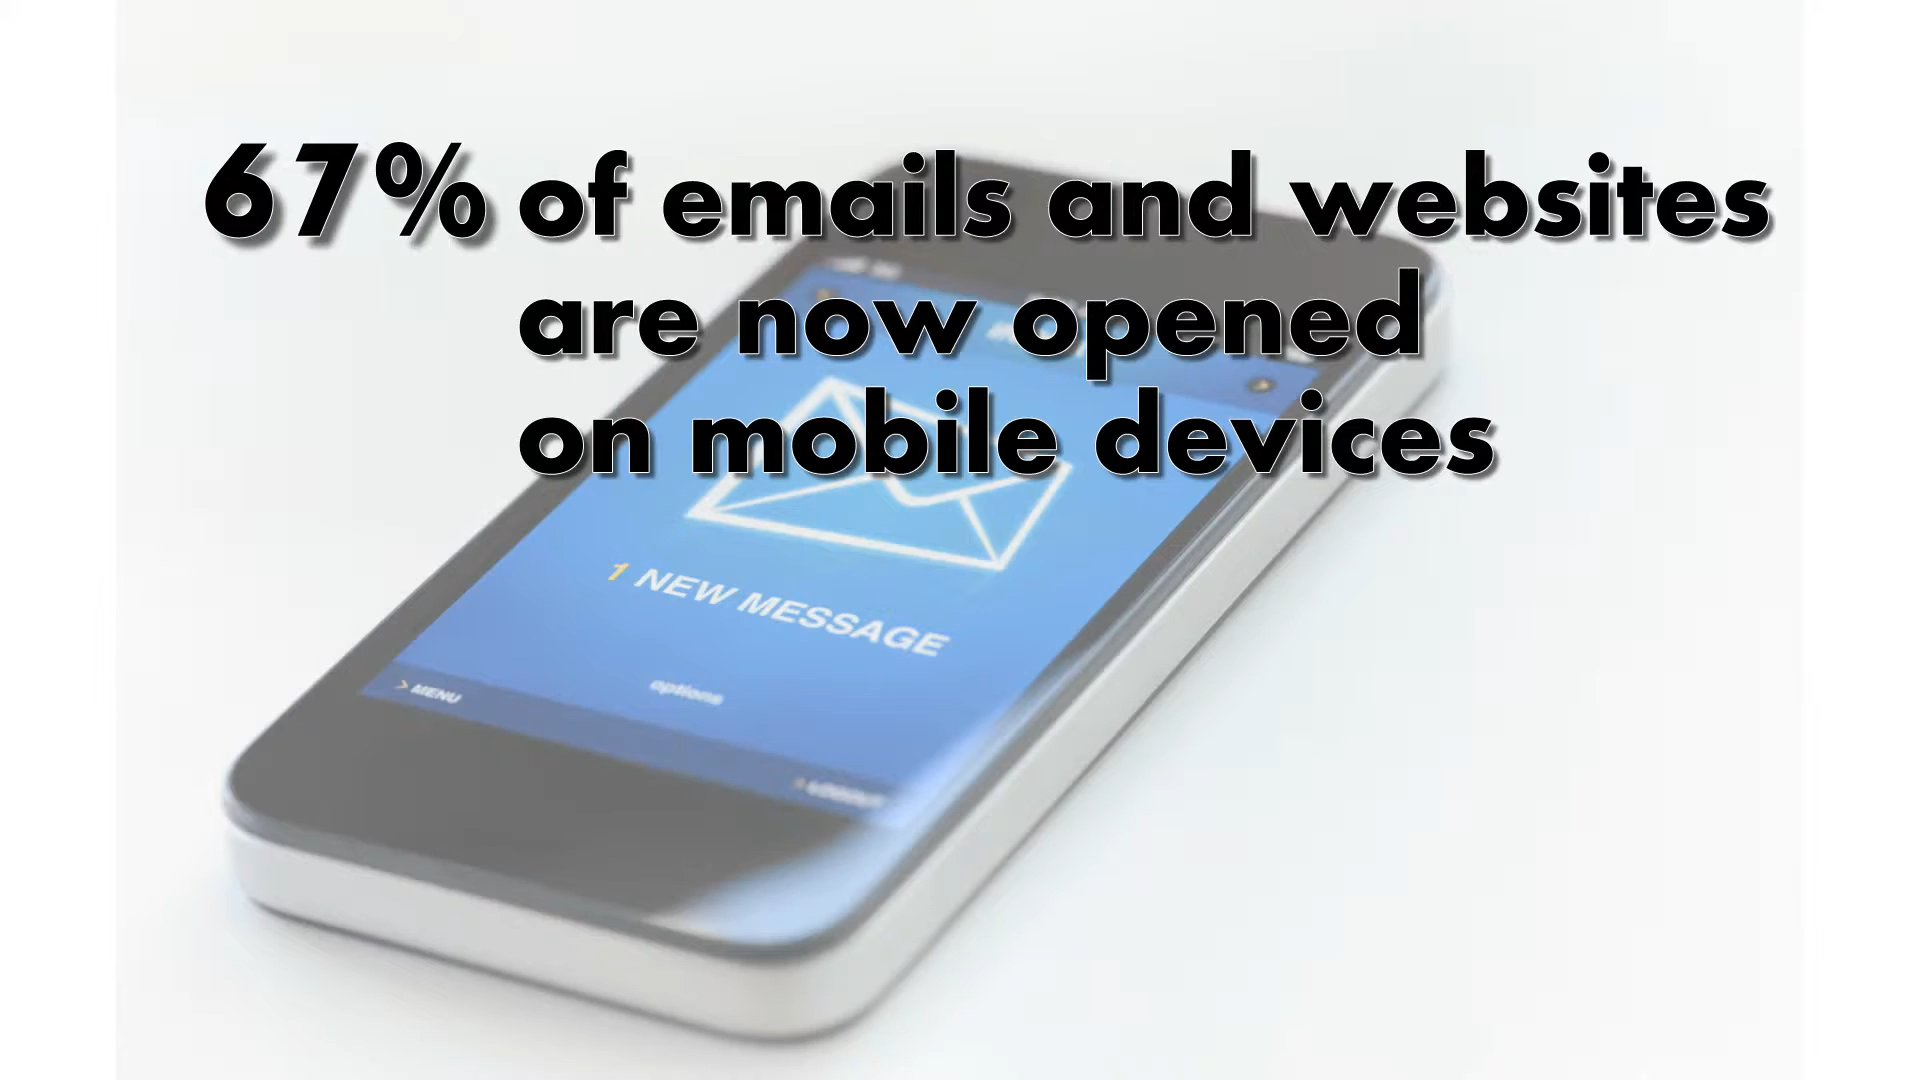 67% of emails and websites
are now opened
on mobile devices
1 NEW MESSAGE
options
> MENU